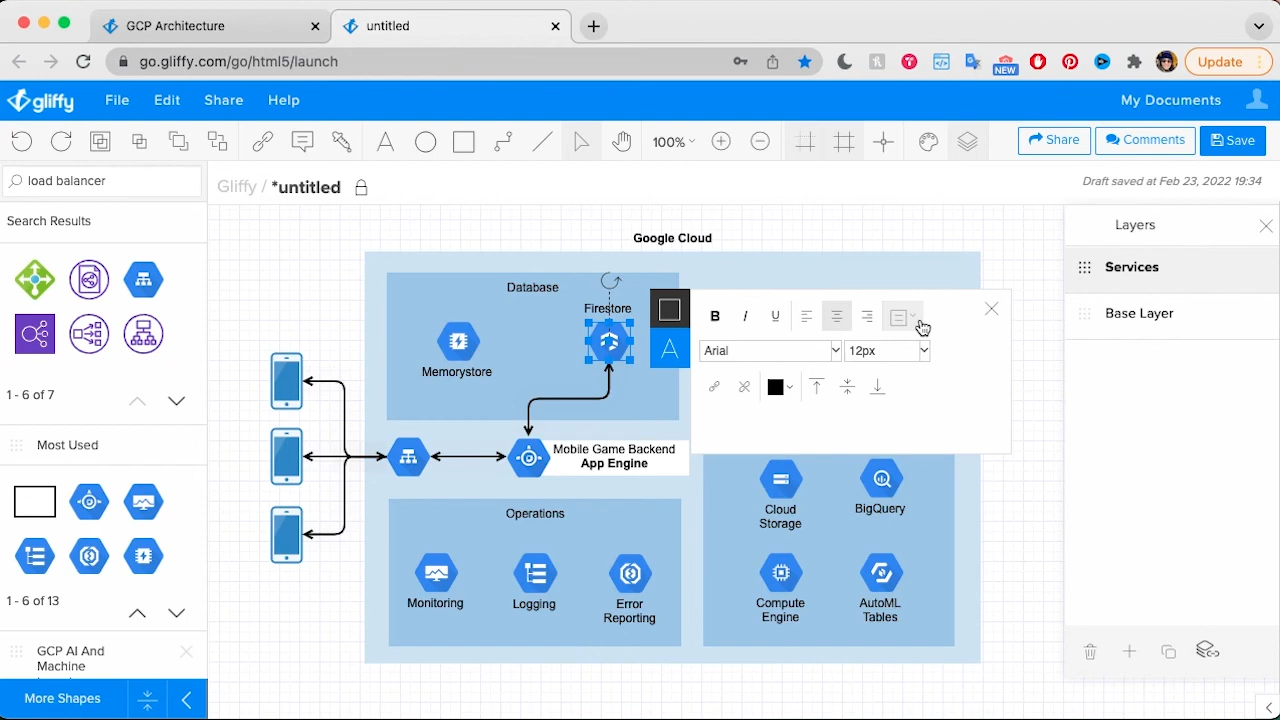 GCP Architecture
untitled
go.gliffy.com/go/html5/launch
NEW
Update
gliffy
File
Edit
Share
Help
My Documents
A
100%
Share
Comments
Save
load balancer
Gliffy / *untitled
Draft saved at Feb 23, 2022 19:34
Search Results
Google Cloud
Layers
Database
Services
Firestore
B I U
Base Layer
A
Arial
12px
Memorystore
1 - 6 of 7
Most Used
Mobile Game Backend
App Engine
Cloud
Storage
BigQuery
Operations
Monitoring
Logging
Error
Reporting
Compute
Engine
AutoML
Tables
1 - 6 of 13
GCP AI And
Machine
More Shapes